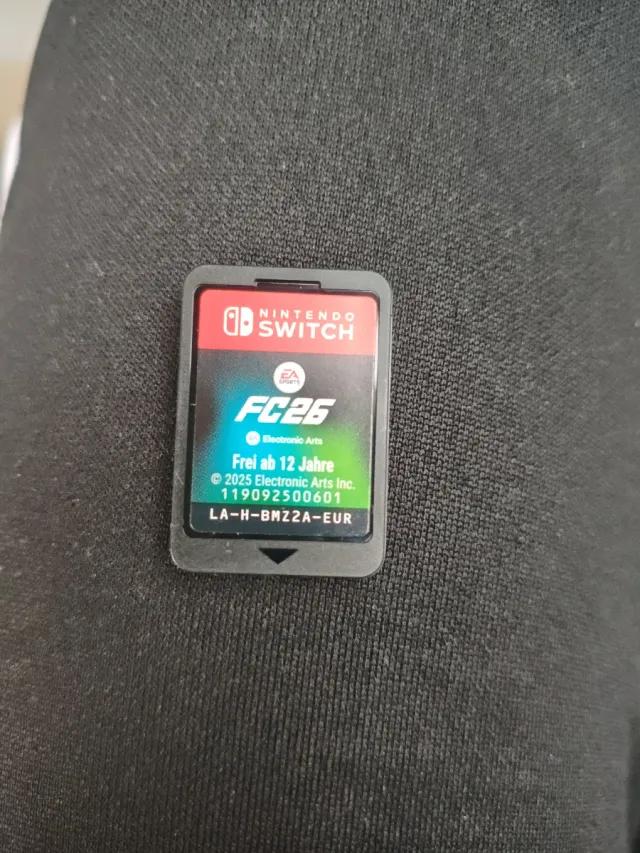 NINTENDO
SWITCH
EA
SPORTS
FC26
EA Electronic Arts
Frei ab 12 Jahre
© 2025 Electronic Arts Inc.
119092500601
LA-H-BMZ2A-EUR